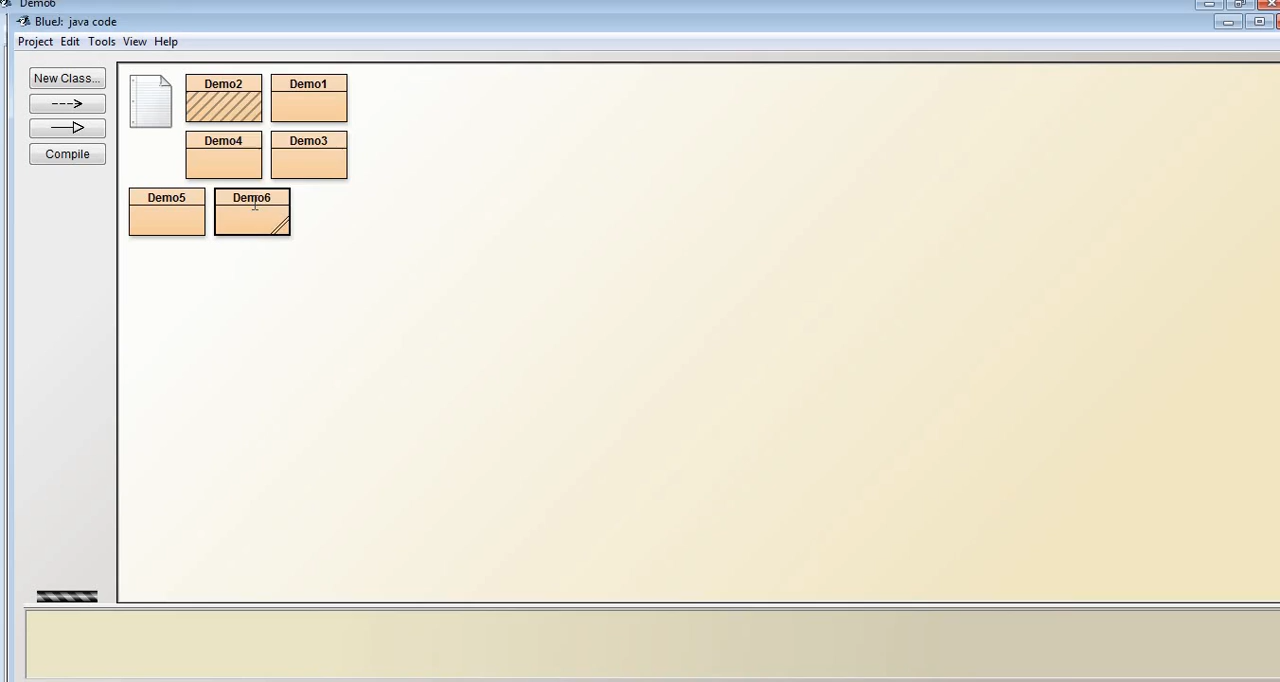 Demo6
BlueJ: java code
Project Edit Tools View Help
New Class...
Compile
Demo2 Demo1
Demo4 Demo3
Demo5 Demo6